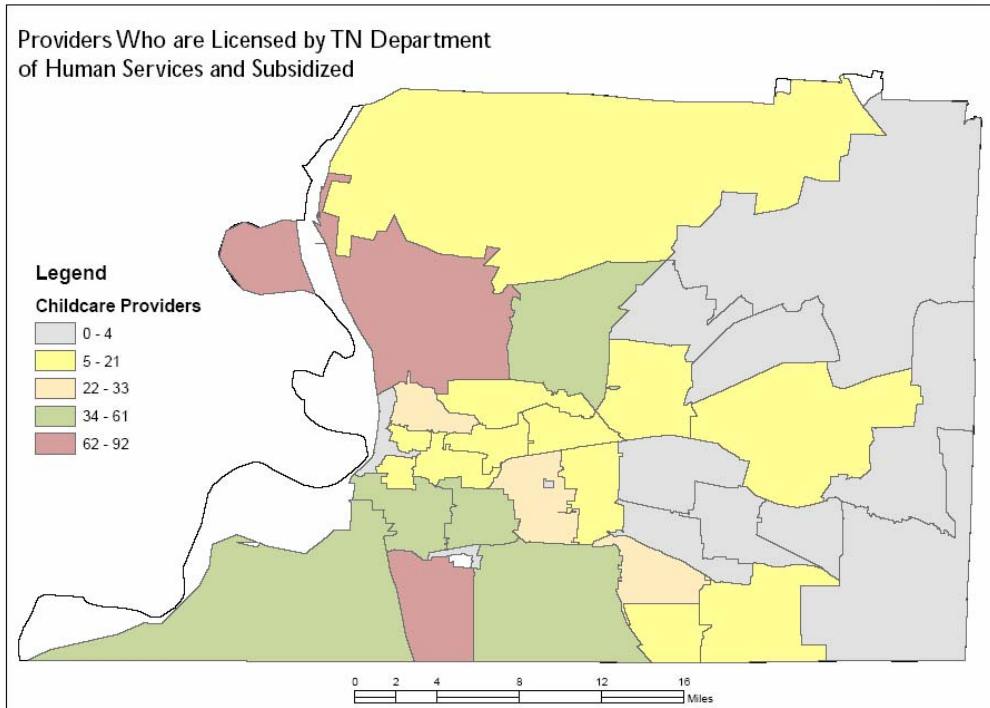 Providers Who are Licensed by TN Department
of Human Services and Subsidized
Legend
Childcare Providers
0 - 4
5 - 21
22 - 33
34 - 61
62 - 92
0 2 4 8 12 16
Miles